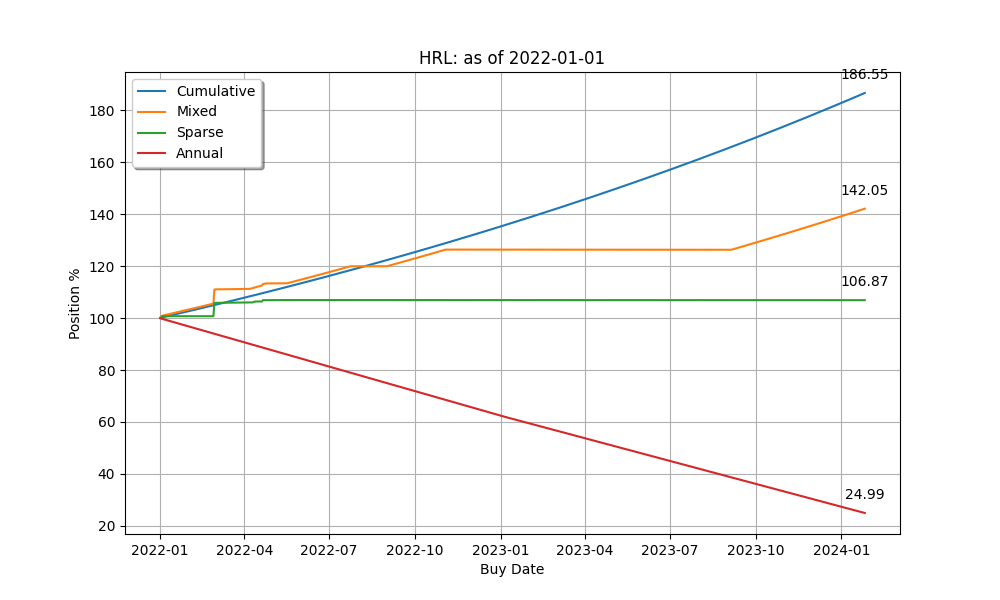 HRL: as of 2022-01-01
Cumulative
Mixed
Sparse
Annual
186.55
142.05
106.87
24.99
Position %
180
160
140
120
100
80
60
40
20
2022-01 2022-04 2022-07 2022-10 2023-01 2023-04 2023-07 2023-10 2024-01
Buy Date